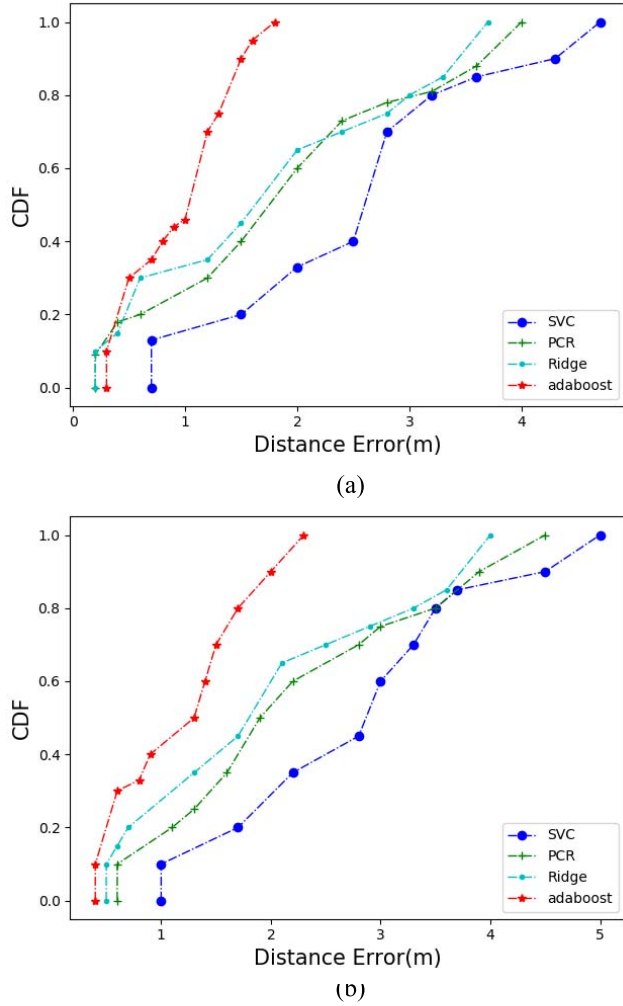 1.0
0.8
0.6
0.4
0.2
0.0
CDF
SVC
PCR
Ridge
adaboost
0 1 2 3 4
Distance Error(m)
(a)
1.0
0.8
0.6
0.4
0.2
0.0
CDF
SVC
PCR
Ridge
adaboost
1 2 3 4 5
Distance Error(m)
(b)